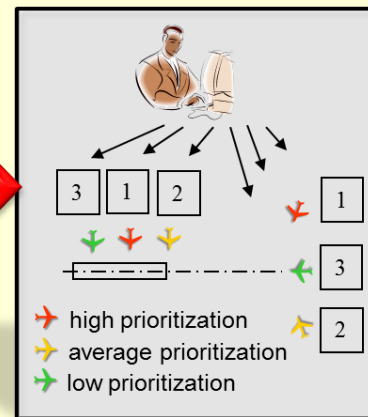 3 1 2
1
3
2
high prioritization
average prioritization
low prioritization